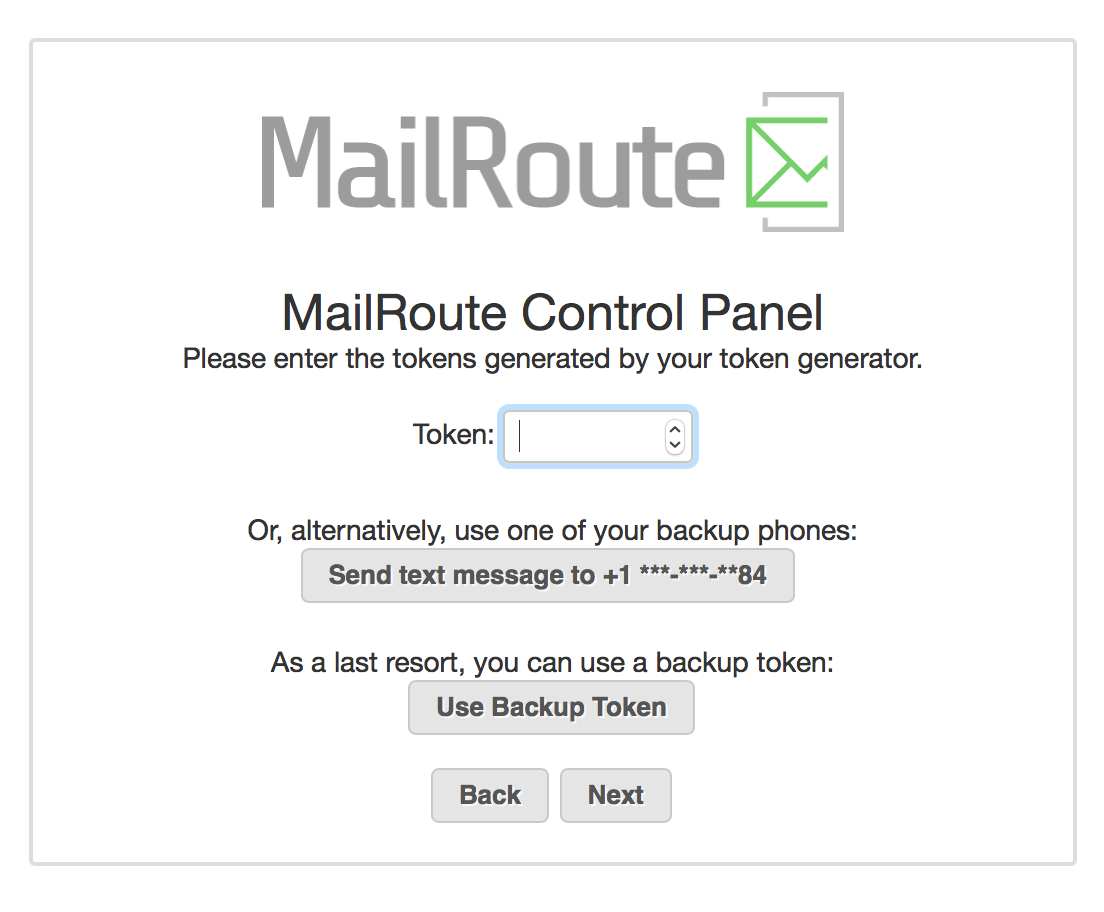 MailRoute
MailRoute Control Panel
Please enter the tokens generated by your token generator.
Token:
Or, alternatively, use one of your backup phones:
Send text message to +1 ***-***-**84
As a last resort, you can use a backup token:
Use Backup Token
Back Next